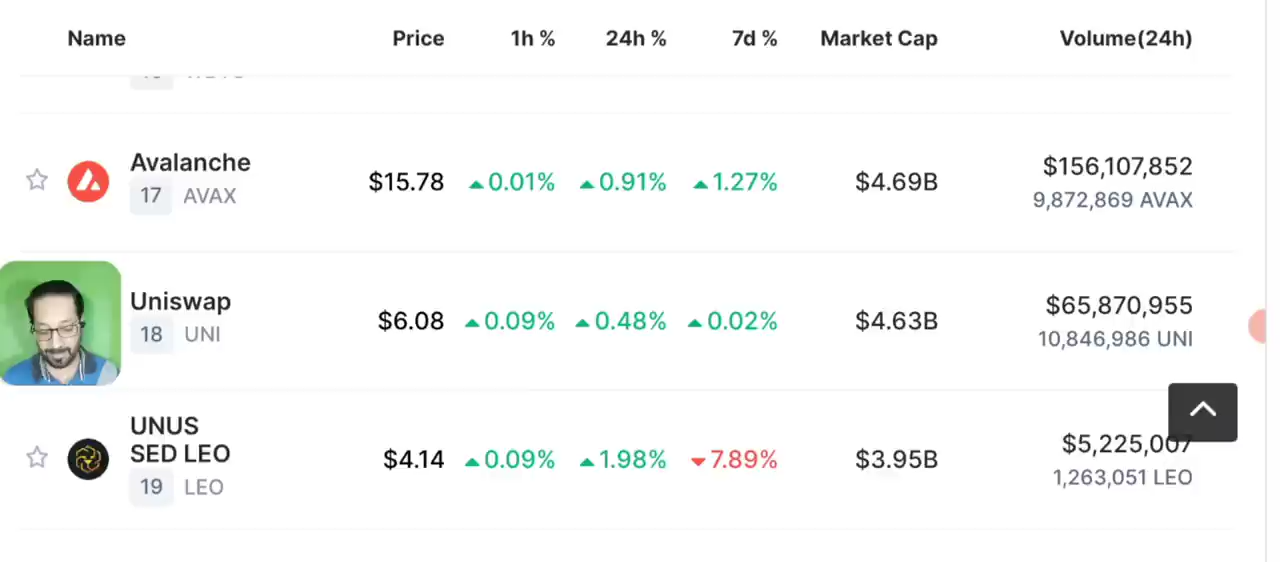 Name Price 1h % 24h % 7d % Market Cap Volume(24h)
Avalanche
17 AVAX
$15.78 0.01% 0.91% 1.27% $4.69B
$156,107,852
9,872,869 AVAX
Uniswap
18 UNI
$6.08 0.09% 0.48% 0.02% $4.63B
$65,870,955
10,846,986 UNI
UNUS
SED LEO
19 LEO
$4.14 0.09% 1.98% 7.89% $3.95B
$5,225,007
1,263,051 LEO